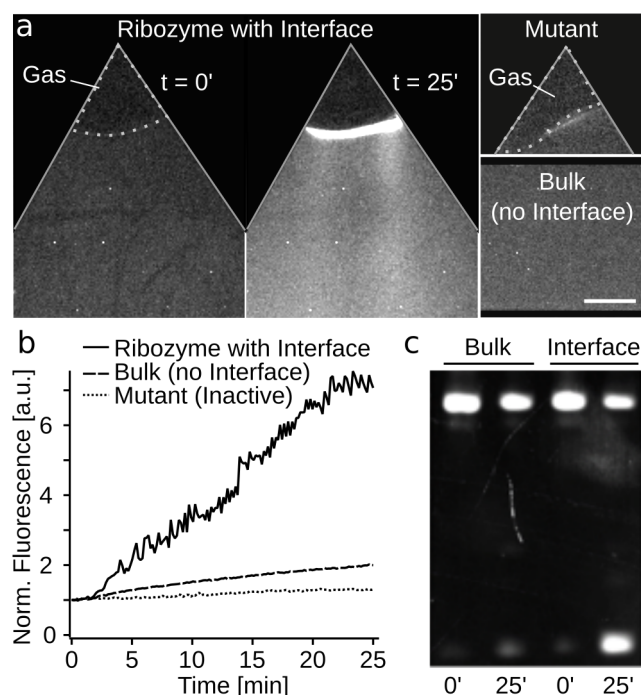 a
Ribozyme with Interface
Gas
t = 0'
t = 25'
Mutant
Gas
Bulk
(no Interface)
b
Ribozyme with Interface
Bulk (no Interface)
Mutant (Inactive)
Norm. Fluorescence [a.u.]
6
4
2
0
0 5 10 15 20 25
Time [min]
c
Bulk Interface
0' 25' 0' 25'